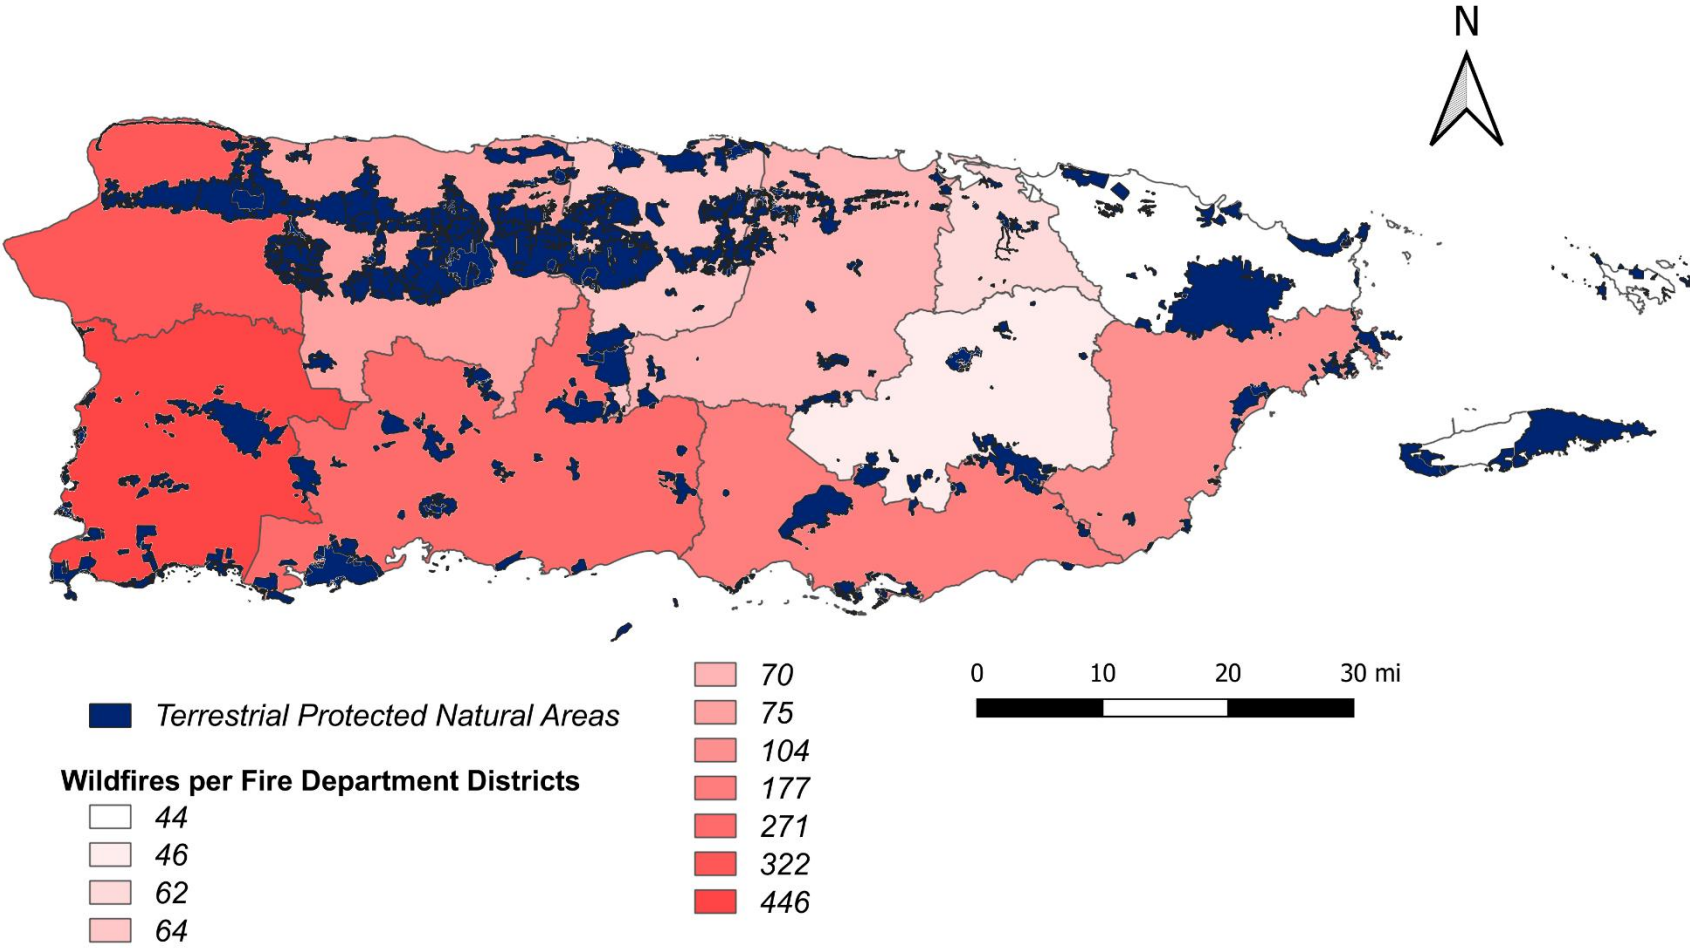 N
Terrestrial Protected Natural Areas
Wildfires per Fire Department Districts
44
46
62
64
70
75
104
177
271
322
446
0 10 20 30 mi